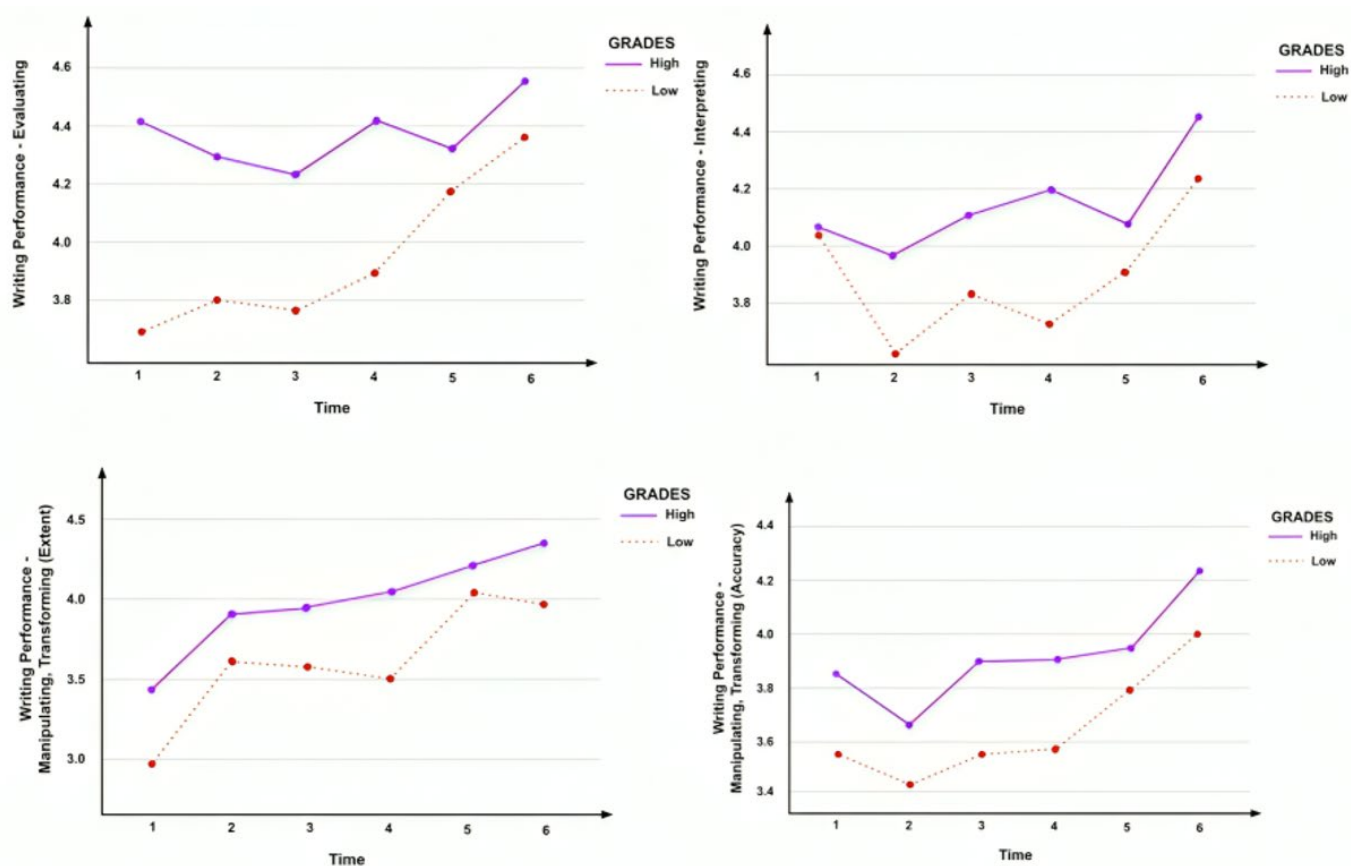 GRADES
High
Low
4.6
4.4
4.2
4.0
3.8
Writing Performance - Evaluating
1 2 3 4 5 6
Time
GRADES
High
Low
4.6
4.4
4.2
4.0
3.8
Writing Performance - Interpreting
1 2 3 4 5 6
Time
GRADES
High
Low
4.5
4.0
3.5
3.0
Writing Performance -
Manipulating, Transforming (Extent)
1 2 3 4 5 6
Time
GRADES
High
Low
4.4
4.2
4.0
3.8
3.6
3.4
Writing Performance -
Manipulating, Transforming (Accuracy)
1 2 3 4 5 6
Time